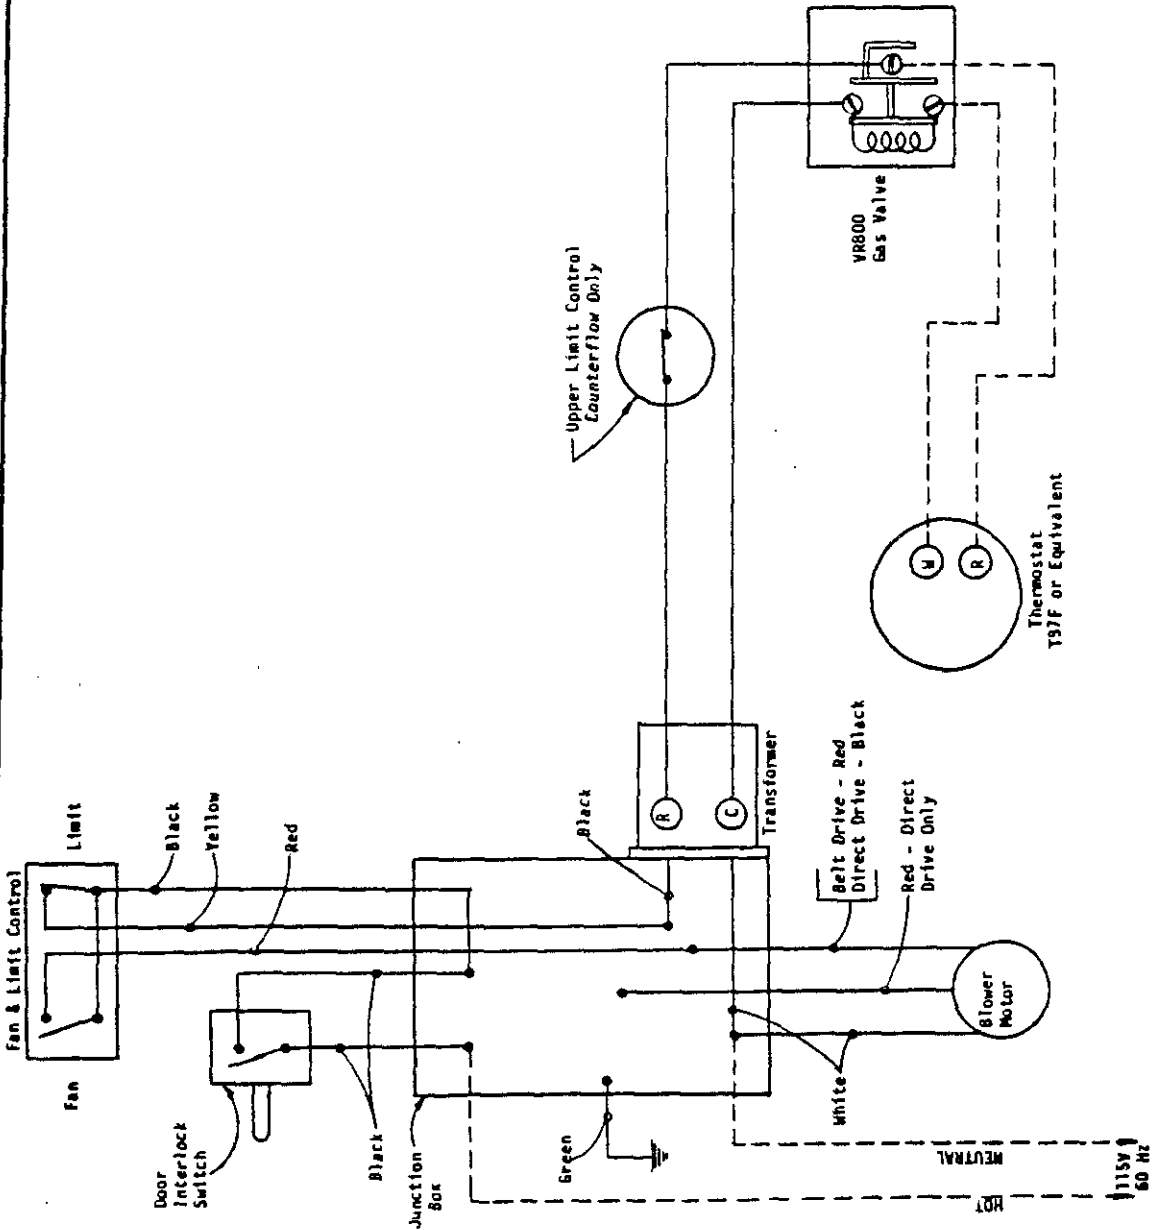 Fan & Limit Control
Limit
Fan
Black
Yellow
Red
Door
Interlock
Switch
Black
Junction
Box
Green
Black
R
C
Transformer
Belt Drive - Red
Direct Drive - Black
Red - Direct
Drive Only
Blower
Motor
White
HOT
NEUTRAL
115V
60 HZ
Upper Limit Control
Counterflow Only
VR800
Gas Valve
W
R
Thermostat
T87F or Equivalent